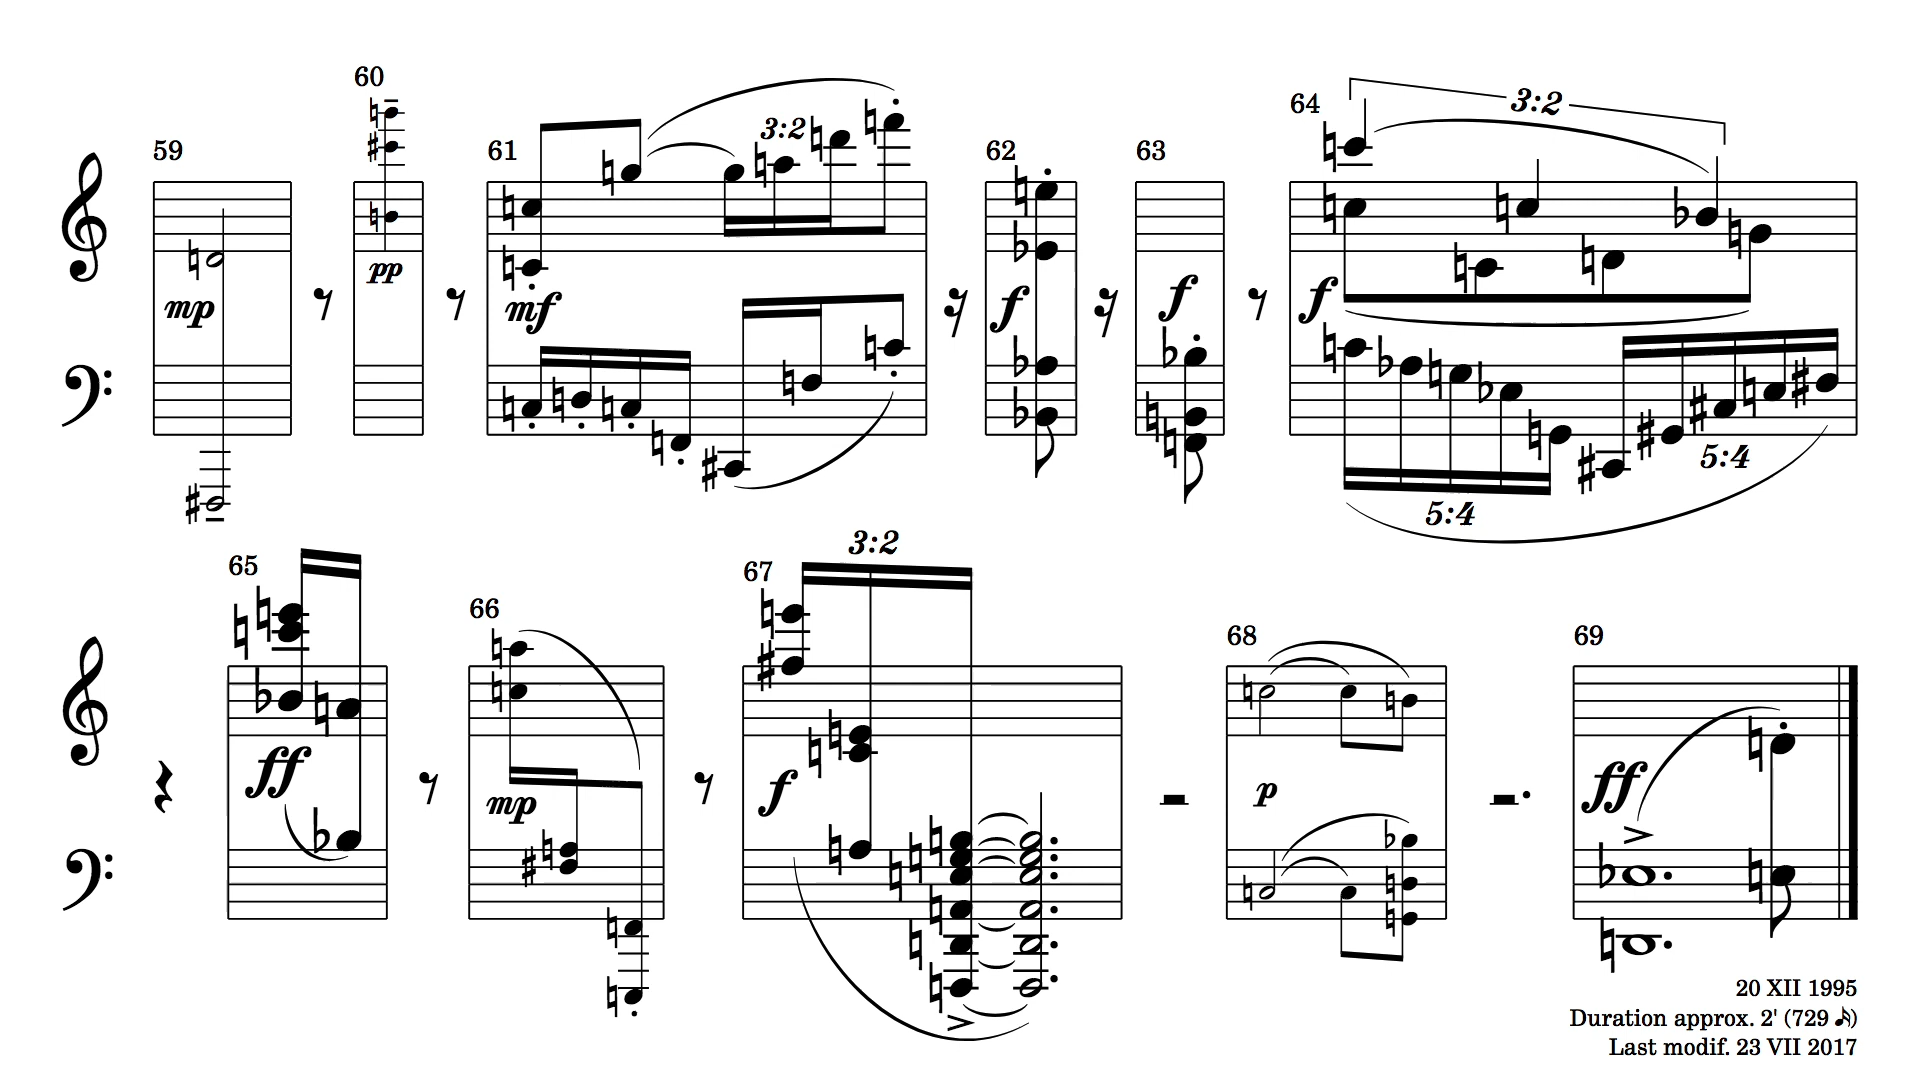 59
60
61
62
63
64
3:2
3:2
mp
pp
mf
f
f
f
5:4
5:4
65
66
67
68
69
3:2
ff
mp
f
p
ff
20 XII 1995
Duration approx. 2' (729 𝅘𝅥𝅯)
Last modif. 23 VII 2017